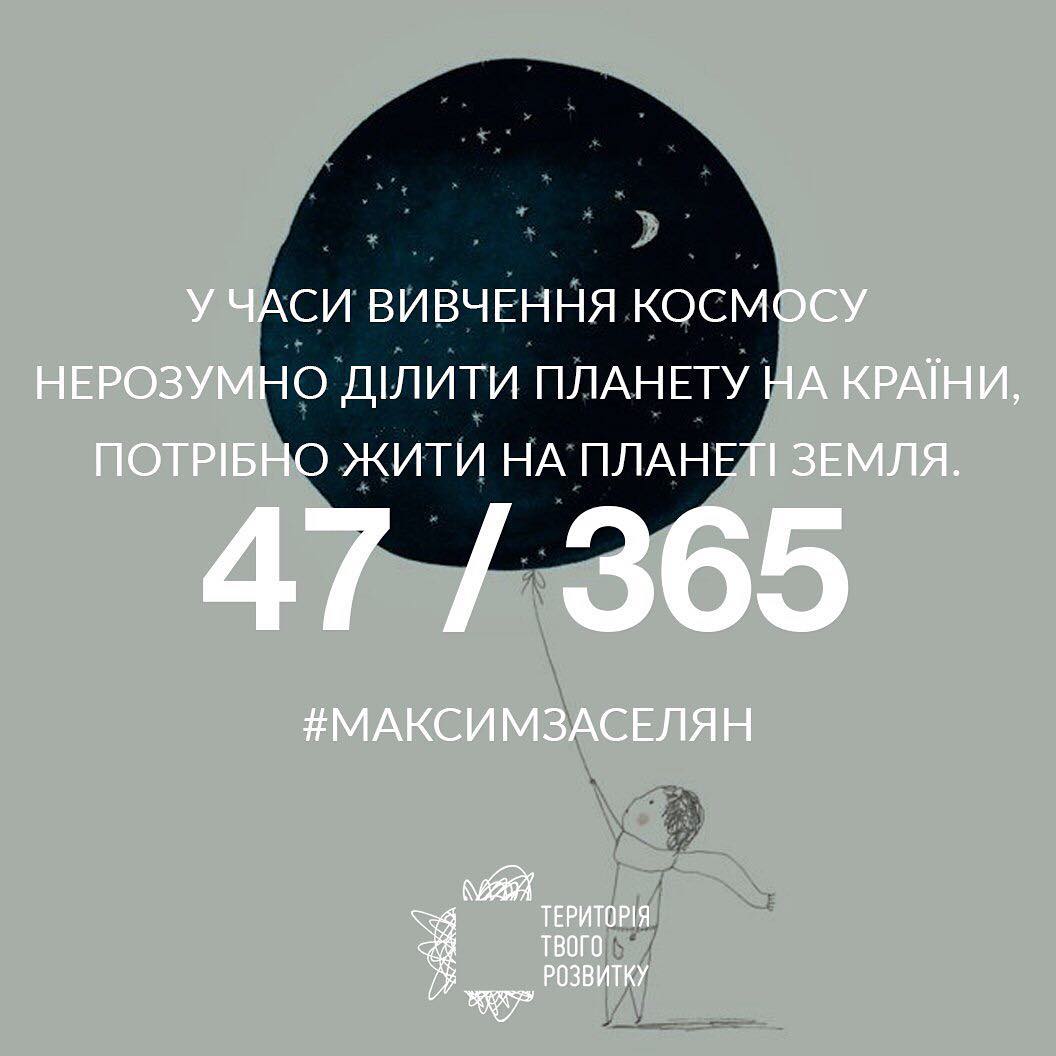 У ЧАСИ ВИВЧЕННЯ КОСМОСУ
НЕРОЗУМНО ДІЛИТИ ПЛАНЕТУ НА КРАЇНИ,
ПОТРІБНО ЖИТИ НА ПЛАНЕТІ ЗЕМЛЯ.
47 / 365
#МАКСИМЗАСЕЛЯН
ТЕРИТОРІЯ
ТВОГО
РОЗВИТКУ